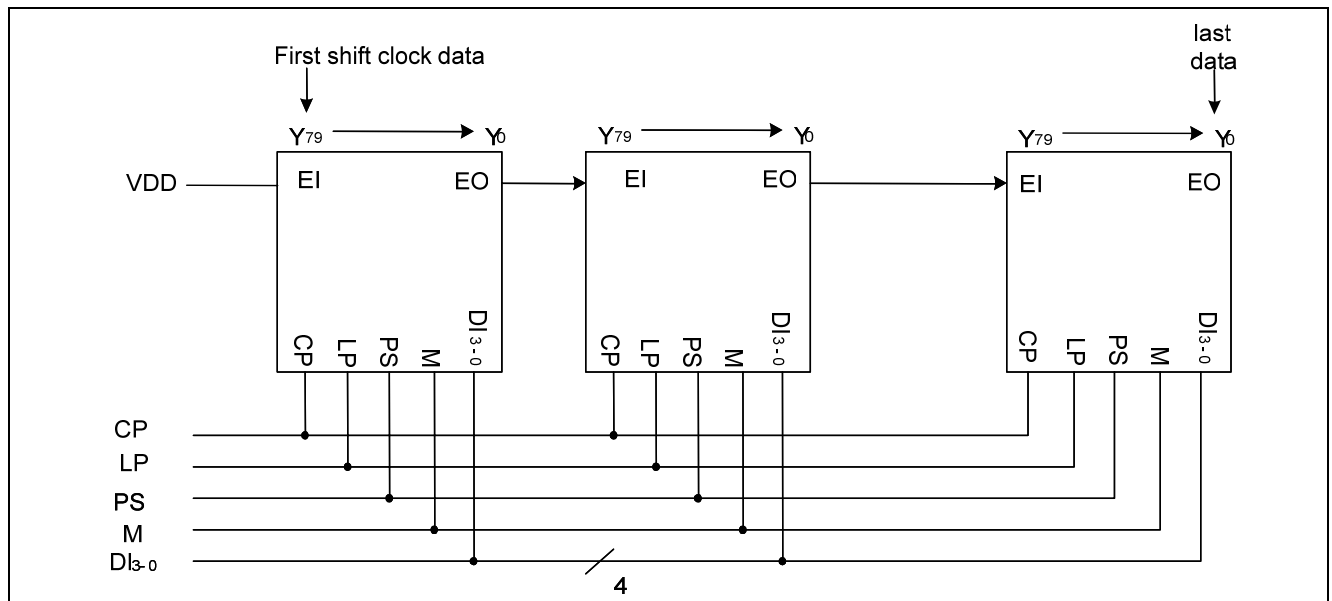 First shift clock data
last
data
Y79 Y0
Y79 Y0
Y79 Y0
VDD
EI EO
EI EO
EI EO
CP LP PS M DI3-0
CP LP PS M DI3-0
CP LP PS M DI3-0
CP
LP
PS
M
DI3-0
4